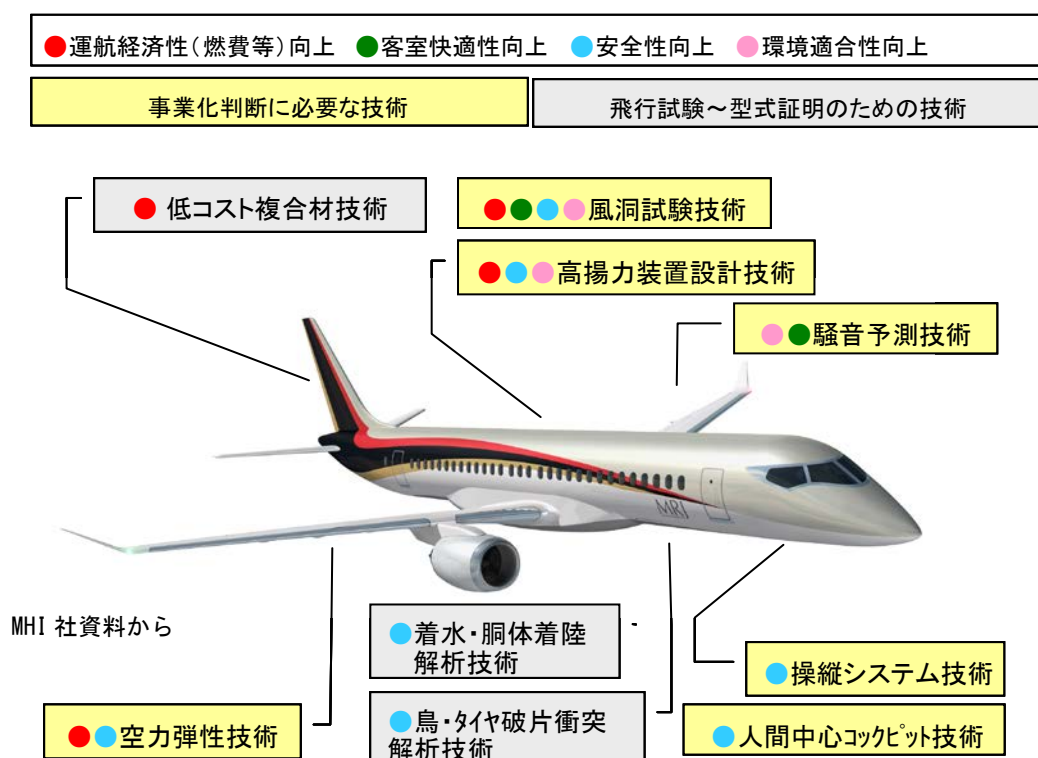 ●運航経済性(燃費等)向上 ●客室快適性向上 ●安全性向上 ●環境適合性向上
事業化判断に必要な技術
飛行試験～型式証明のための技術
●低コスト複合材技術
●●●●風洞試験技術
●●●高揚力装置設計技術
●●騒音予測技術
MRJ
MHI 社資料から
●着水・胴体着陸
解析技術
●操縦システム技術
●鳥・タイヤ破片衝突
解析技術
●人間中心コックピット技術
●●空力弾性技術